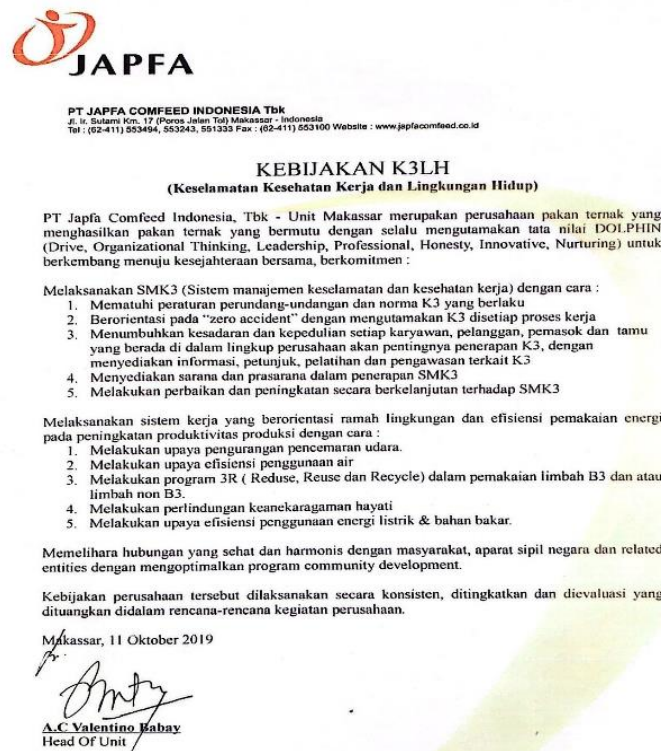 JAPFA
PT JAPFA COMFEED INDONESIA Tbk
Jl. Ir. Sutami Km. 17 (Poros Jalan Tol) Makassar - Indonesia
Tel : (62-411) 553494, 553243, 551333 Fax : (62-411) 553100 Website : www.japfacomfeed.co.id
KEBIJAKAN K3LH
(Keselamatan Kesehatan Kerja dan Lingkungan Hidup)
PT Japfa Comfeed Indonesia, Tbk - Unit Makassar merupakan perusahaan pakan ternak yang
menghasilkan pakan ternak yang bermutu dengan selalu mengutamakan tata nilai DOLPHIN
(Drive, Organizational Thinking, Leadership, Professional, Honesty, Innovative, Nurturing) untuk
berkembang menuju kesejahteraan bersama, berkomitmen :
Melaksanakan SMK3 (Sistem manajemen keselamatan dan kesehatan kerja) dengan cara :
1. Mematuhi peraturan perundang-undangan dan norma K3 yang berlaku
2. Berorientasi pada “zero accident” dengan mengutamakan K3 disetiap proses kerja
3. Menumbuhkan kesadaran dan kepedulian setiap karyawan, pelanggan, pemasok dan tamu
yang berada di dalam lingkup perusahaan akan pentingnya penerapan K3, dengan
menyediakan informasi, petunjuk, pelatihan dan pengawasan terkait K3
4. Menyediakan sarana dan prasarana dalam penerapan SMK3
5. Melakukan perbaikan dan peningkatan secara berkelanjutan terhadap SMK3
Melaksanakan sistem kerja yang berorientasi ramah lingkungan dan efisiensi pemakaian energi
pada peningkatan produktivitas produksi dengan cara :
1. Melakukan upaya pengurangan pencemaran udara.
2. Melakukan upaya efisiensi penggunaan air
3. Melakukan program 3R ( Reduse, Reuse dan Recycle) dalam pemakaian limbah B3 dan atau
limbah non B3.
4. Melakukan perlindungan keanekaragaman hayati
5. Melakukan upaya efisiensi penggunaan energi listrik & bahan bakar.
Memelihara hubungan yang sehat dan harmonis dengan masyarakat, aparat sipil negara dan related
entities dengan mengoptimalkan program community development.
Kebijakan perusahaan tersebut dilaksanakan secara konsisten, ditingkatkan dan dievaluasi yang
dituangkan didalam rencana-rencana kegiatan perusahaan.
Makassar, 11 Oktober 2019
A.C Valentino Babay
Head Of Unit